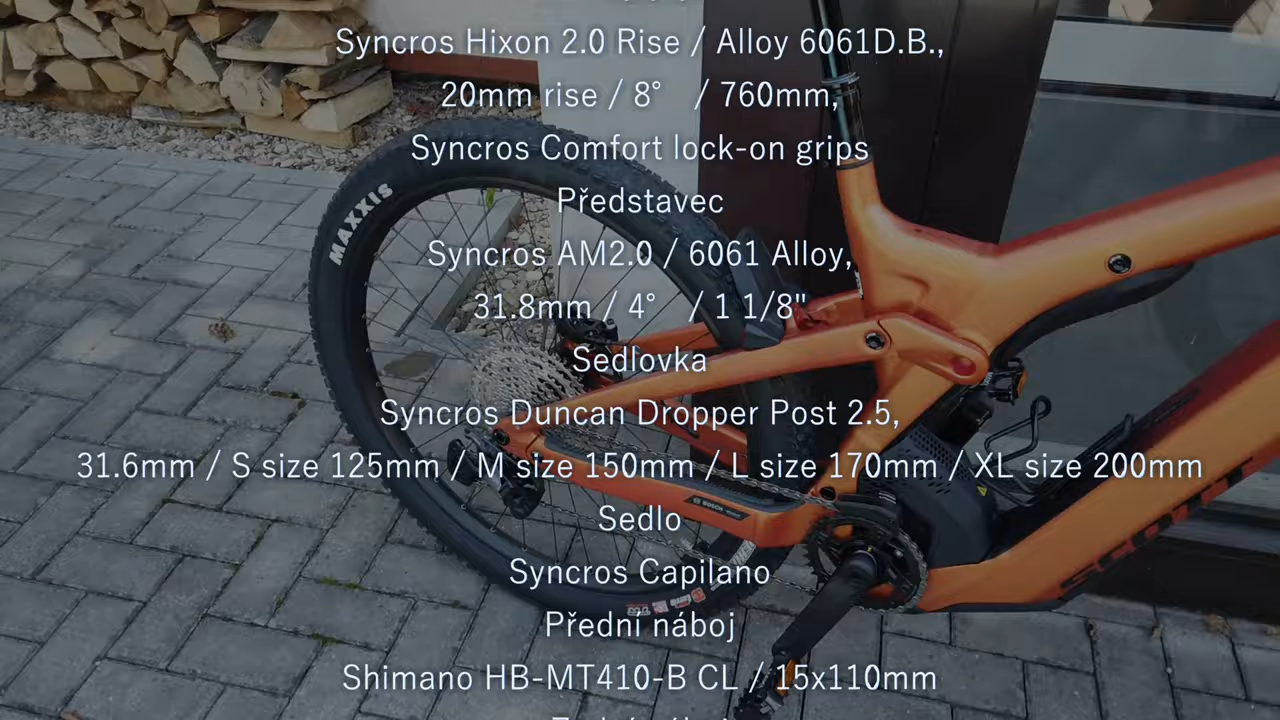 Syncros Hixon 2.0 Rise / Alloy 6061D.B.,
20mm rise / 8° / 760mm,
Syncros Comfort lock-on grips
Představec
Syncros AM2.0 / 6061 Alloy,
31.8mm / 4° / 1 1/8"
Sedlovka
Syncros Duncan Dropper Post 2.5,
31.6mm / S size 125mm / M size 150mm / L size 170mm / XL size 200mm
Sedlo
Syncros Capilano
Přední náboj
Shimano HB-MT410-B CL / 15x110mm
MAXXIS
BOSCH